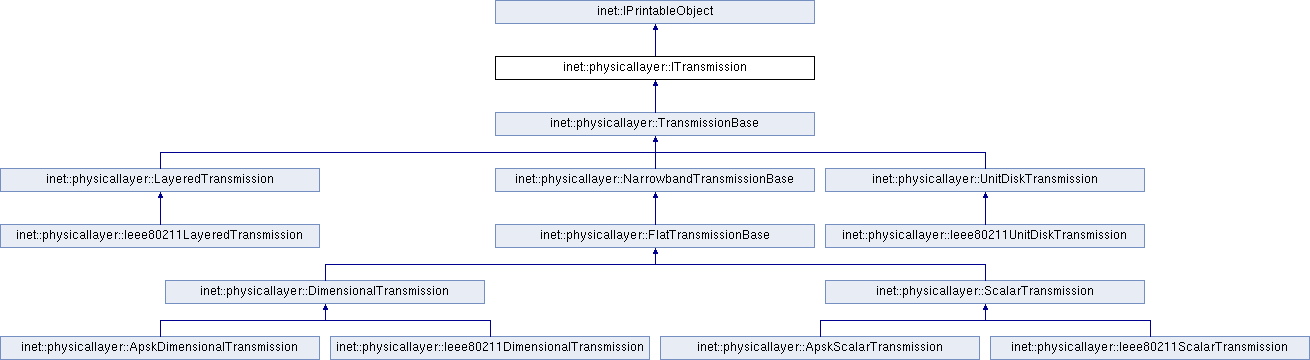 inet::IPrintableObject
inet::physicallayer::ITransmission
inet::physicallayer::TransmissionBase
inet::physicallayer::LayeredTransmission
inet::physicallayer::NarrowbandTransmissionBase
inet::physicallayer::UnitDiskTransmission
inet::physicallayer::Ieee80211LayeredTransmission
inet::physicallayer::FlatTransmissionBase
inet::physicallayer::Ieee80211UnitDiskTransmission
inet::physicallayer::DimensionalTransmission
inet::physicallayer::ScalarTransmission
inet::physicallayer::ApskDimensionalTransmission
inet::physicallayer::Ieee80211DimensionalTransmission
inet::physicallayer::ApskScalarTransmission
inet::physicallayer::Ieee80211ScalarTransmission